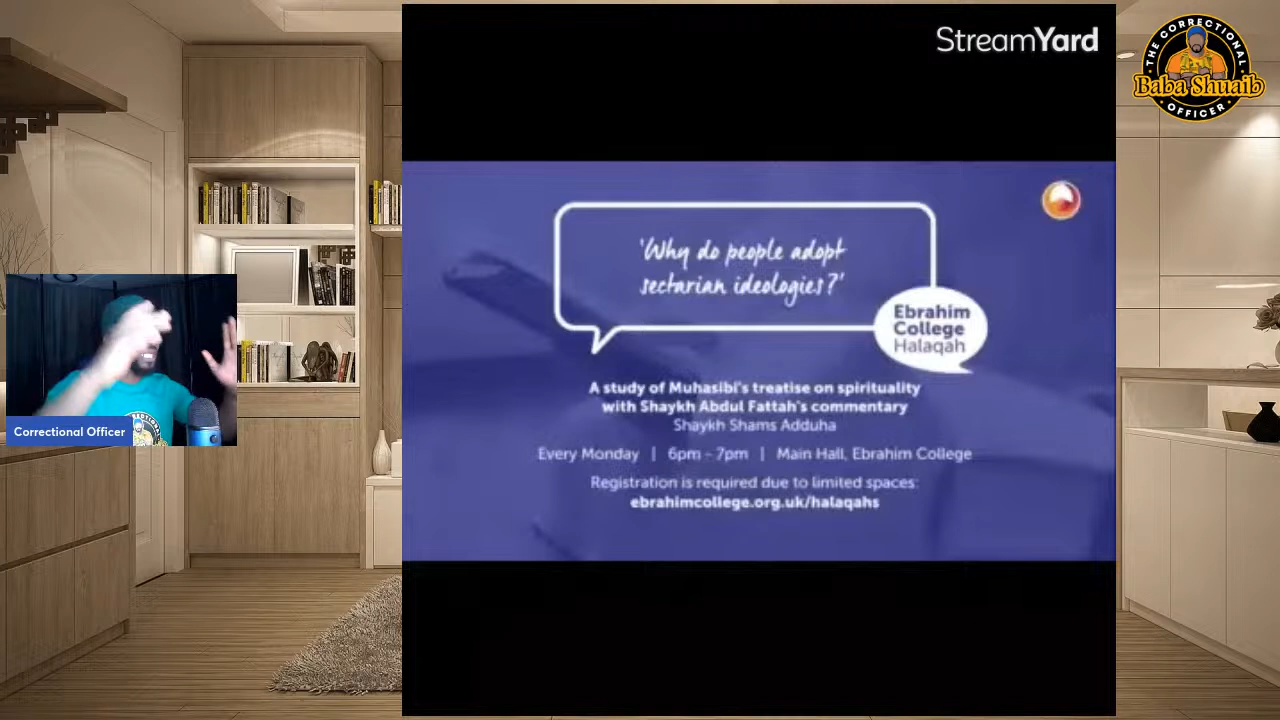 StreamYard
THE CORRECTIONAL
Baba Shuaib
OFFICER
'Why do people adopt
sectarian ideologies?'
Ebrahim
College
Halaqah
A study of Muhasibi's treatise on spirituality
with Shaykh Abdul Fattah's commentary
Shaykh Shams Adduha
Every Monday | 6pm - 7pm | Main Hall, Ebrahim College
Registration is required due to limited spaces:
ebrahimcollege.org.uk/halaqahs
Correctional Officer